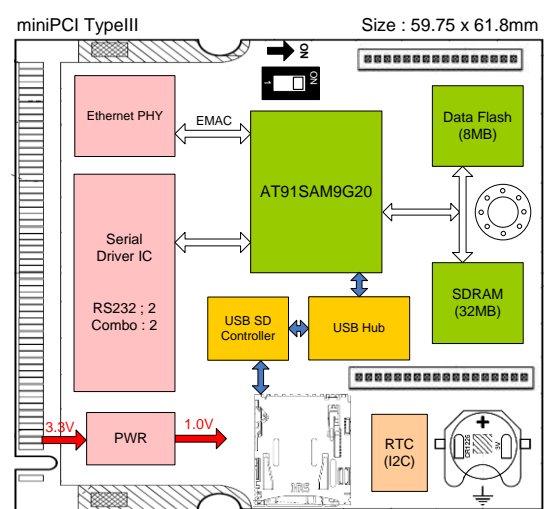 miniPCI TypeIII
Size : 59.75 x 61.8mm
ON
ON
1
Ethernet PHY
EMAC
AT91SAM9G20
Data Flash
(8MB)
Serial
Driver IC
RS232 ; 2
Combo : 2
SDRAM
(32MB)
USB SD
Controller
USB Hub
3.3V
PWR
1.0V
RTC
(I2C)
+
CR1225
3V